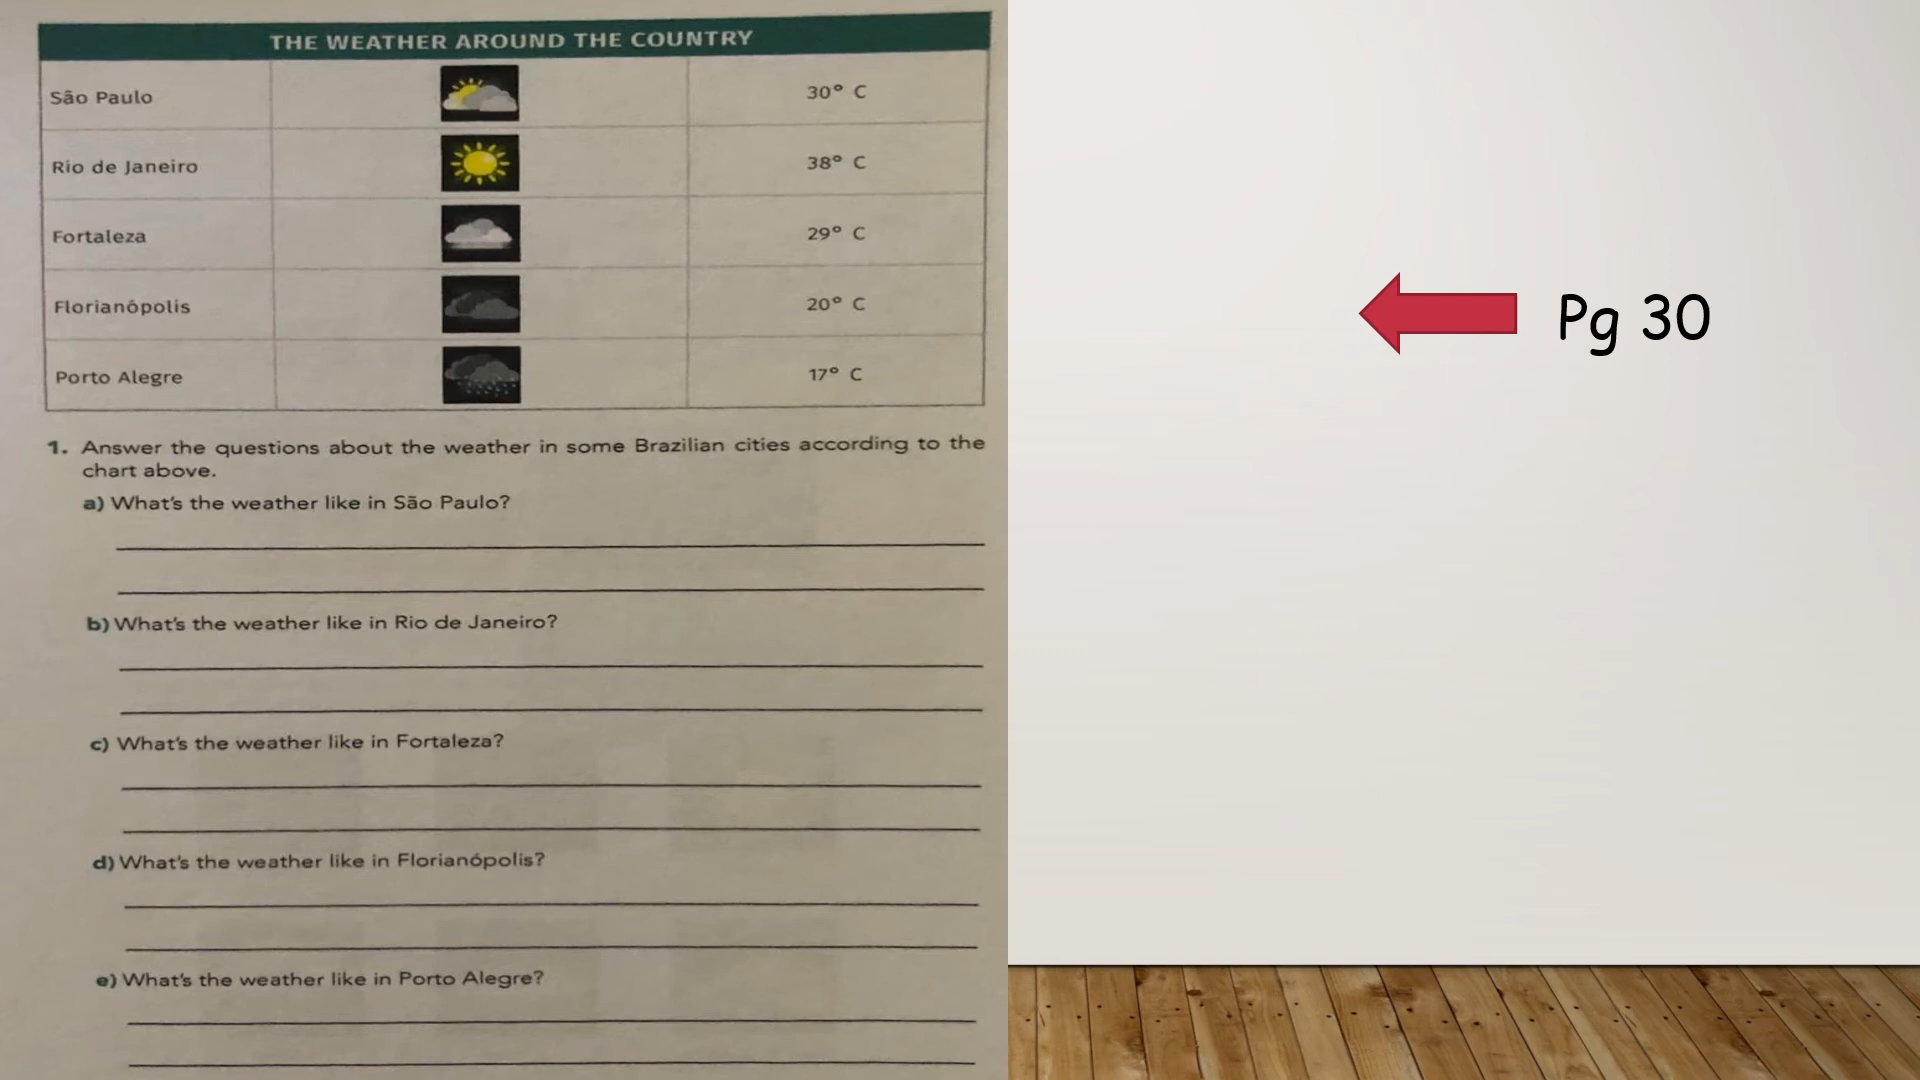 THE WEATHER AROUND THE COUNTRY
São Paulo 30° C
Rio de Janeiro 38° C
Fortaleza 29° C
Florianópolis 20° C
Porto Alegre 17° C
1. Answer the questions about the weather in some Brazilian cities according to the
chart above.
a) What's the weather like in São Paulo?
b) What's the weather like in Rio de Janeiro?
c) What's the weather like in Fortaleza?
d) What's the weather like in Florianópolis?
e) What's the weather like in Porto Alegre?
Pg 30